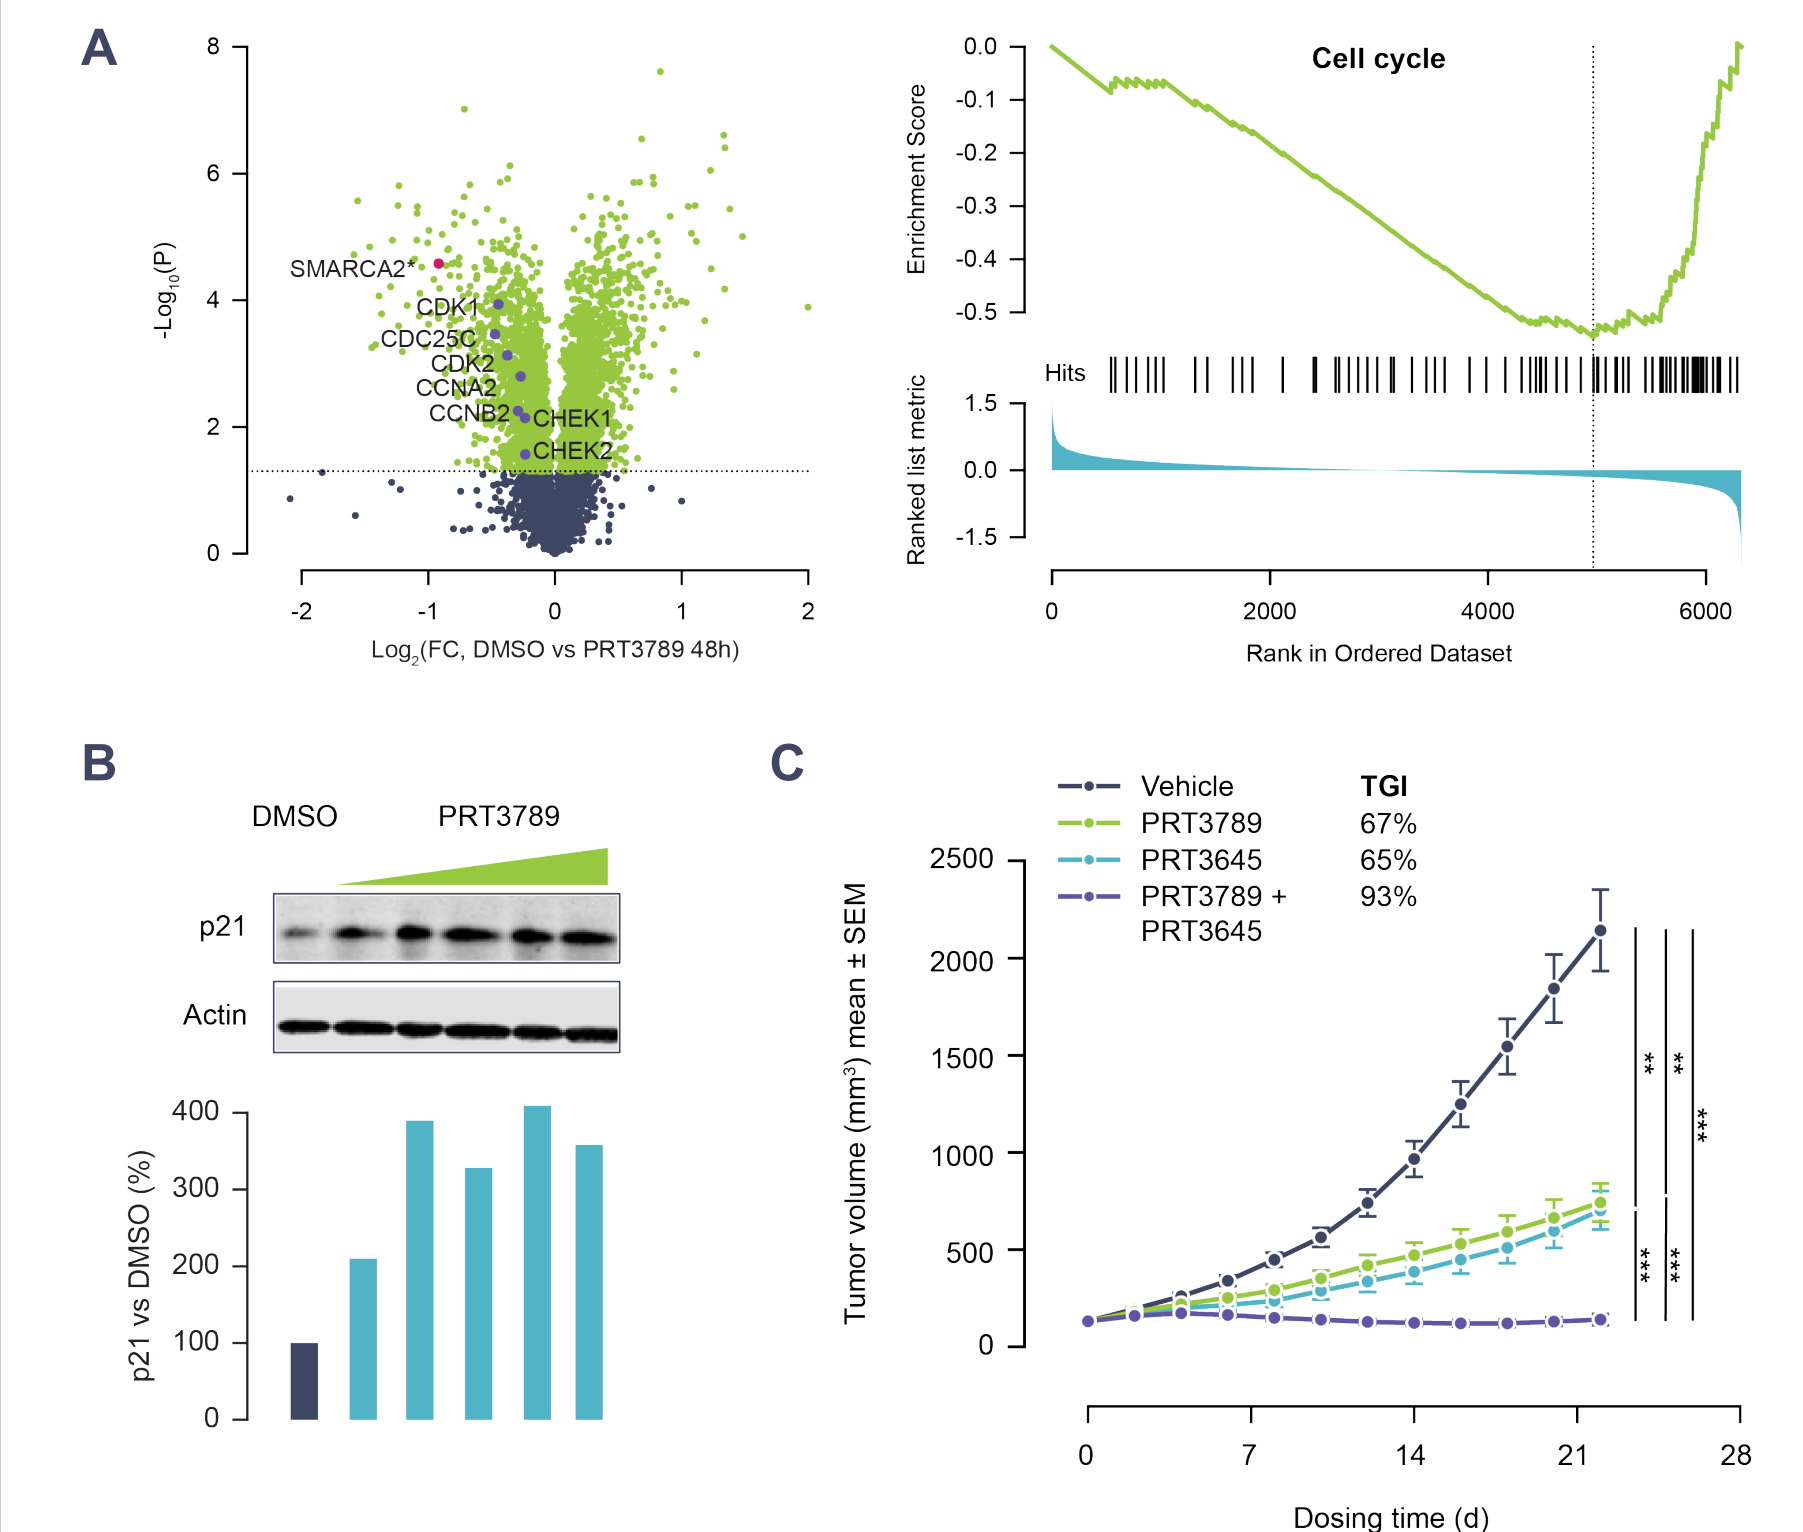 A
8
6
4
2
0
-Log10(P)
SMARCA2*
CDK1
CDC25C
CDK2
CCNA2
CCNB2
CHEK1
CHEK2
-2 -1 0 1 2
Log2(FC, DMSO vs PRT3789 48h)
Cell cycle
0.0
-0.1
-0.2
-0.3
-0.4
-0.5
Enrichment Score
Hits
1.5
0.0
-1.5
Ranked list metric
0 2000 4000 6000
Rank in Ordered Dataset
B
DMSO PRT3789
p21
Actin
400
300
200
100
0
p21 vs DMSO (%)
C
Vehicle TGI
PRT3789 67%
PRT3645 65%
PRT3789 + 93%
PRT3645
2500
2000
1500
1000
500
0
Tumor volume (mm3) mean ± SEM
** **
***
*** ***
0 7 14 21 28
Dosing time (d)